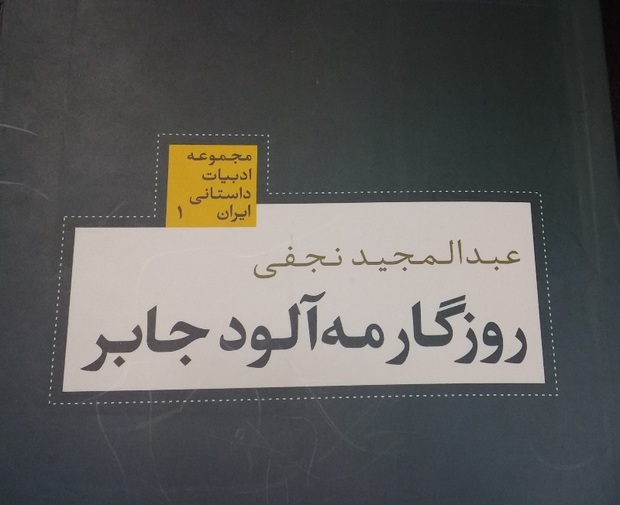 مجموعه
ادبیات
داستانی
ایران ۱
عبدالمجید نجفی
روزگار مه‌آلود جابر